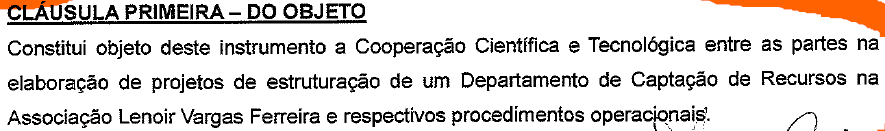 CLÁUSULA PRIMEIRA – DO OBJETO
Constitui objeto deste instrumento a Cooperação Científica e Tecnológica entre as partes na
elaboração de projetos de estruturação de um Departamento de Captação de Recursos na
Associação Lenoir Vargas Ferreira e respectivos procedimentos operacionais.